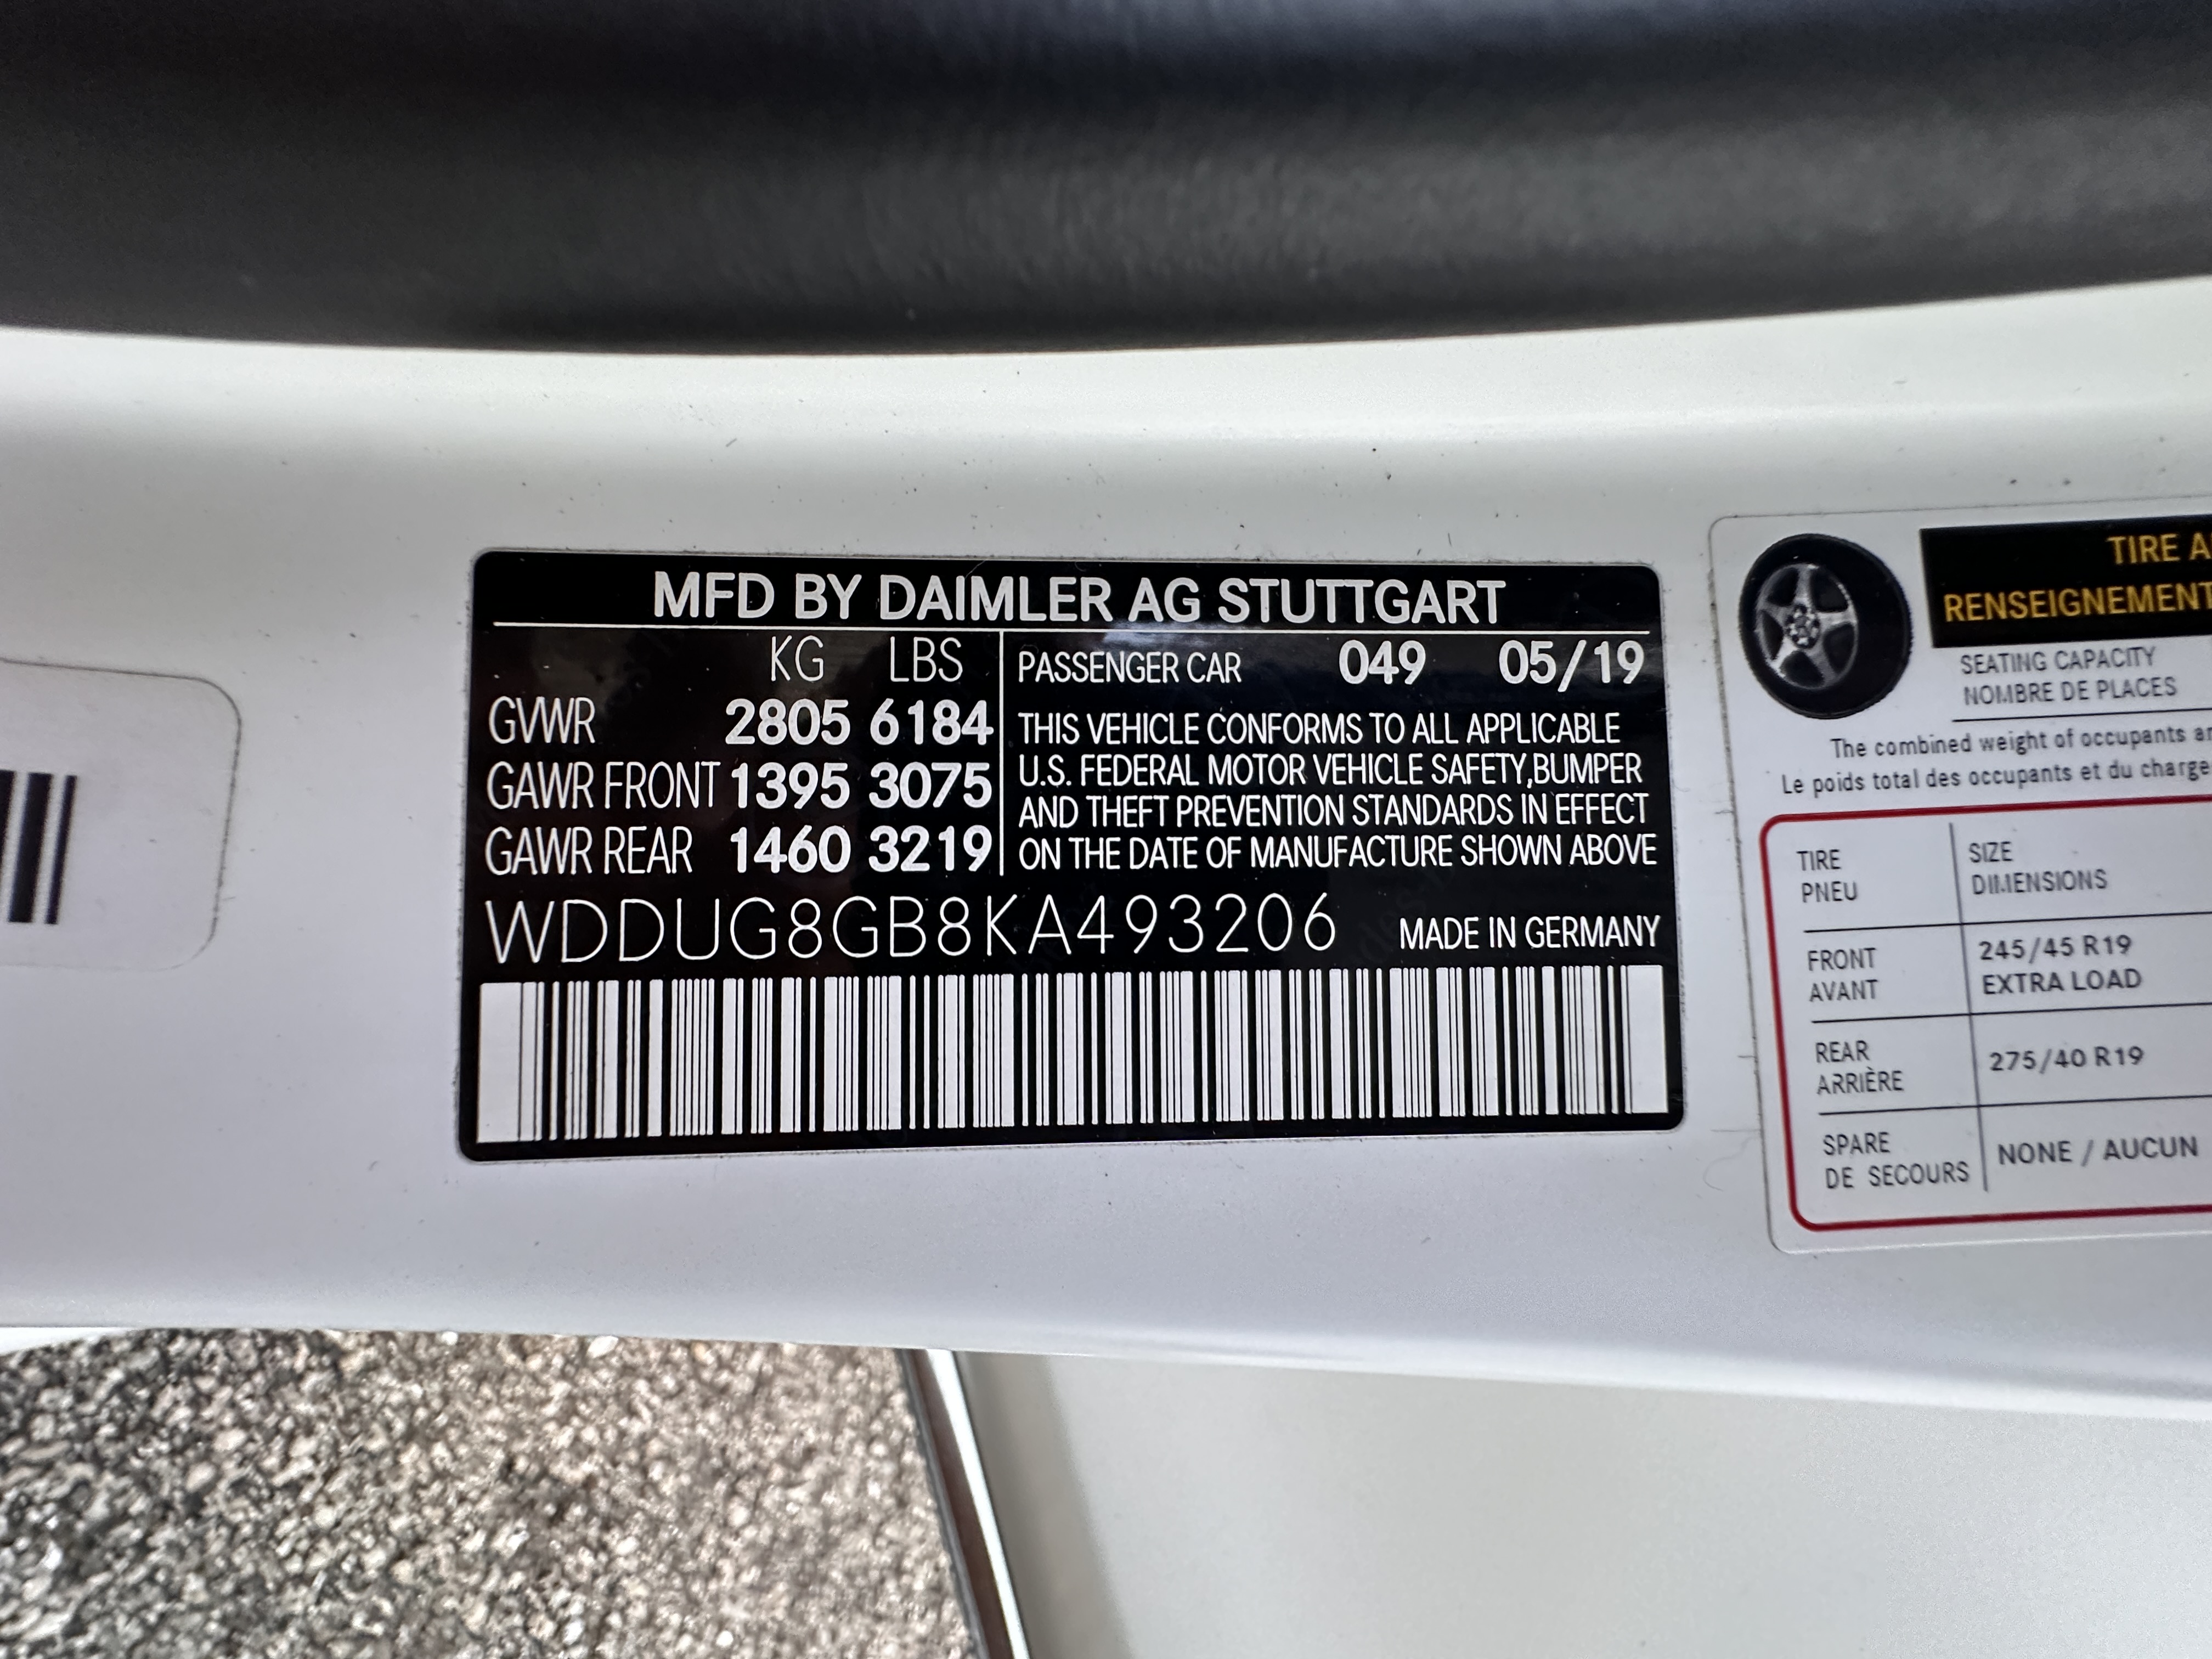 MFD BY DAIMLER AG STUTTGART
KG LBS
GVWR 2805 6184
GAWR FRONT 1395 3075
GAWR REAR 1460 3219
PASSENGER CAR 049 05/19
THIS VEHICLE CONFORMS TO ALL APPLICABLE
U.S. FEDERAL MOTOR VEHICLE SAFETY,BUMPER
AND THEFT PREVENTION STANDARDS IN EFFECT
ON THE DATE OF MANUFACTURE SHOWN ABOVE
WDDUG8GB8KA493206 MADE IN GERMANY
TIRE
RENSEIGNEMENT
SEATING CAPACITY
NOMBRE DE PLACES
The combined weight of occupants
Le poids total des occupants et du charge
TIRE SIZE
PNEU DIMENSIONS
FRONT 245/45 R19
AVANT EXTRA LOAD
REAR 275/40 R19
ARRIÈRE
SPARE NONE / AUCUN
DE SECOURS